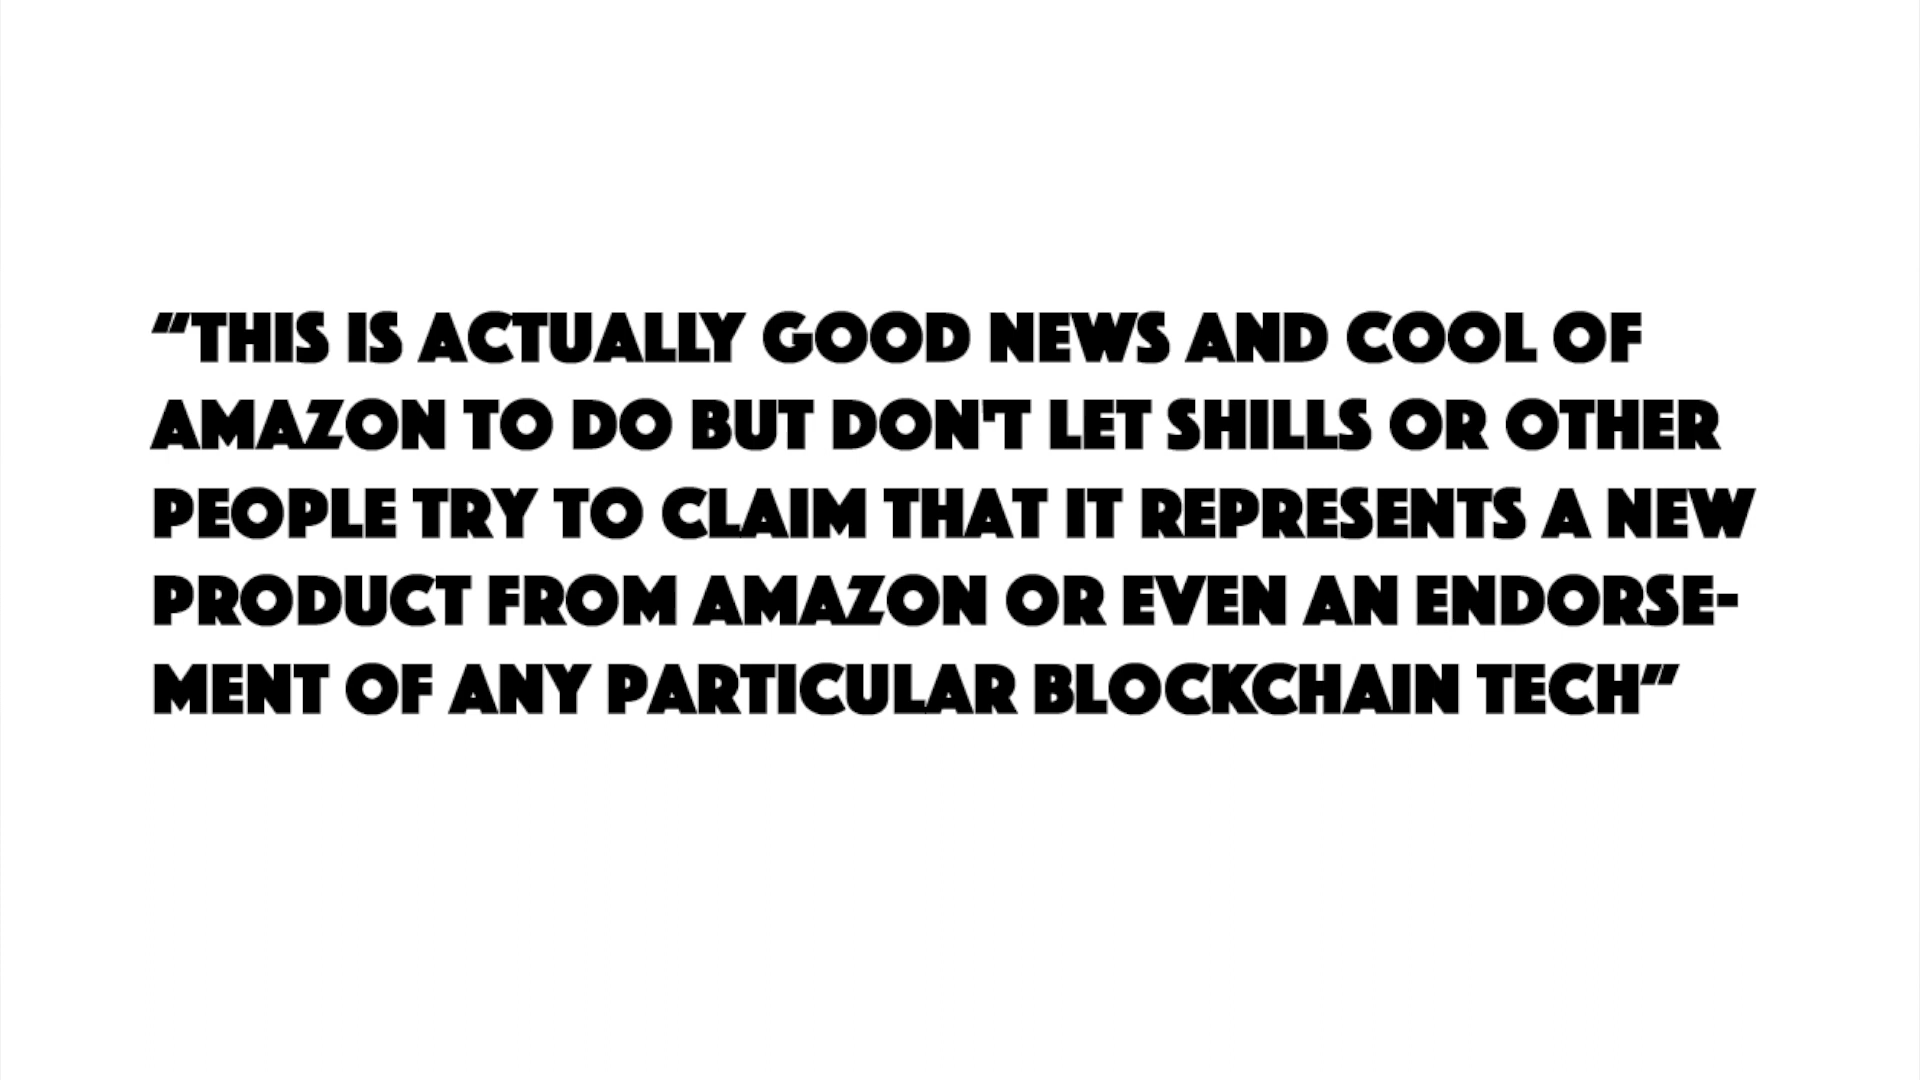 “THIS IS ACTUALLY GOOD NEWS AND COOL OF
AMAZON TO DO BUT DON'T LET SHILLS OR OTHER
PEOPLE TRY TO CLAIM THAT IT REPRESENTS A NEW
PRODUCT FROM AMAZON OR EVEN AN ENDORSE-
MENT OF ANY PARTICULAR BLOCKCHAIN TECH“